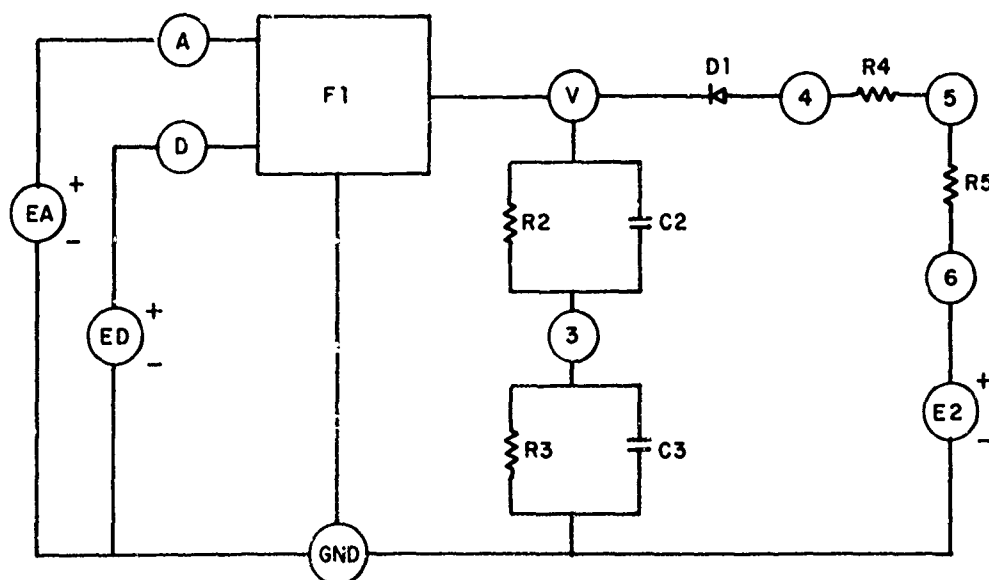 A
F1
V
D1
4
R4
5
D
R5
EA
+
-
R2
C2
6
ED
+
-
3
E2
+
-
R3
C3
GND